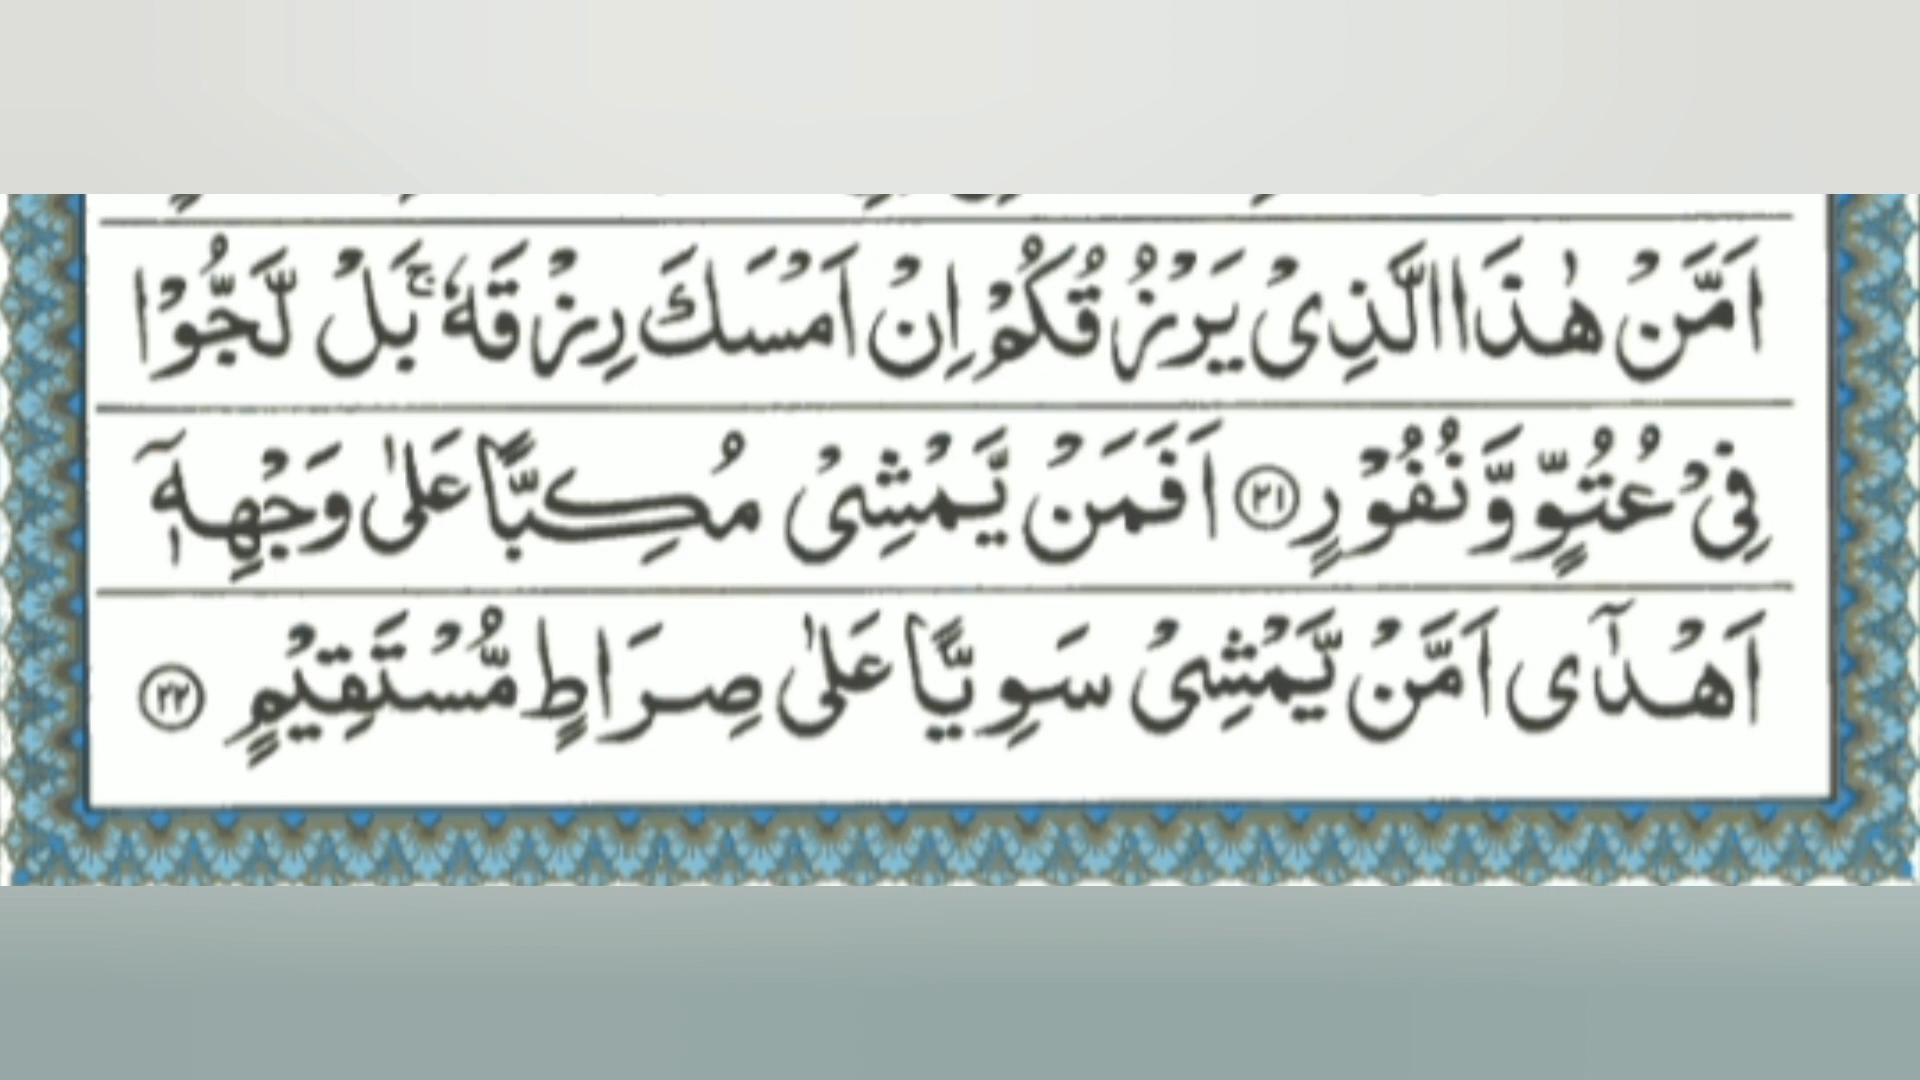 اَمَّنْ هٰذَا الَّذِیْ یَرْزُقُكُمْ اِنْ اَمْسَكَ رِزْقَهٗ ۚ بَلْ لَّجُّوْا
فِیْ عُتُوٍّ وَّ نُفُوْرٍ ﴿۲۱﴾ اَفَمَنْ یَّمْشِیْ مُكِبًّا عَلٰی وَجْهِهٖۤ
اَهْدٰۤی اَمَّنْ یَّمْشِیْ سَوِیًّا عَلٰی صِرَاطٍ مُّسْتَقِیْمٍ ﴿۲۲﴾